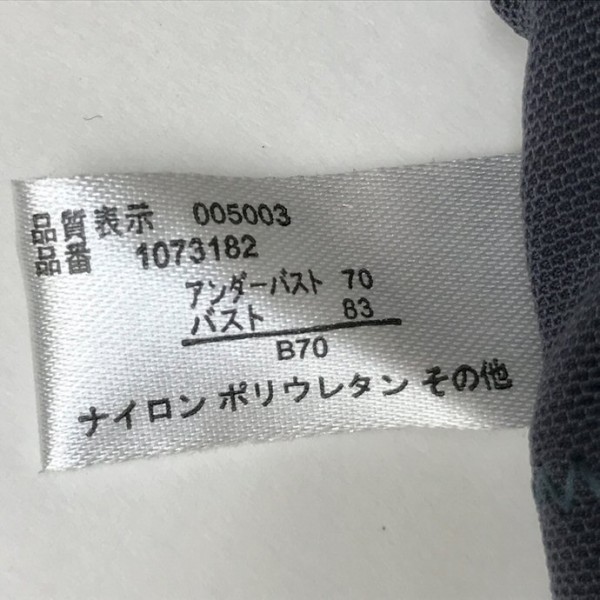 品質表示 005003
品番 1073182
アンダーバスト 70
バスト 83
B70
ナイロン ポリウレタン その他